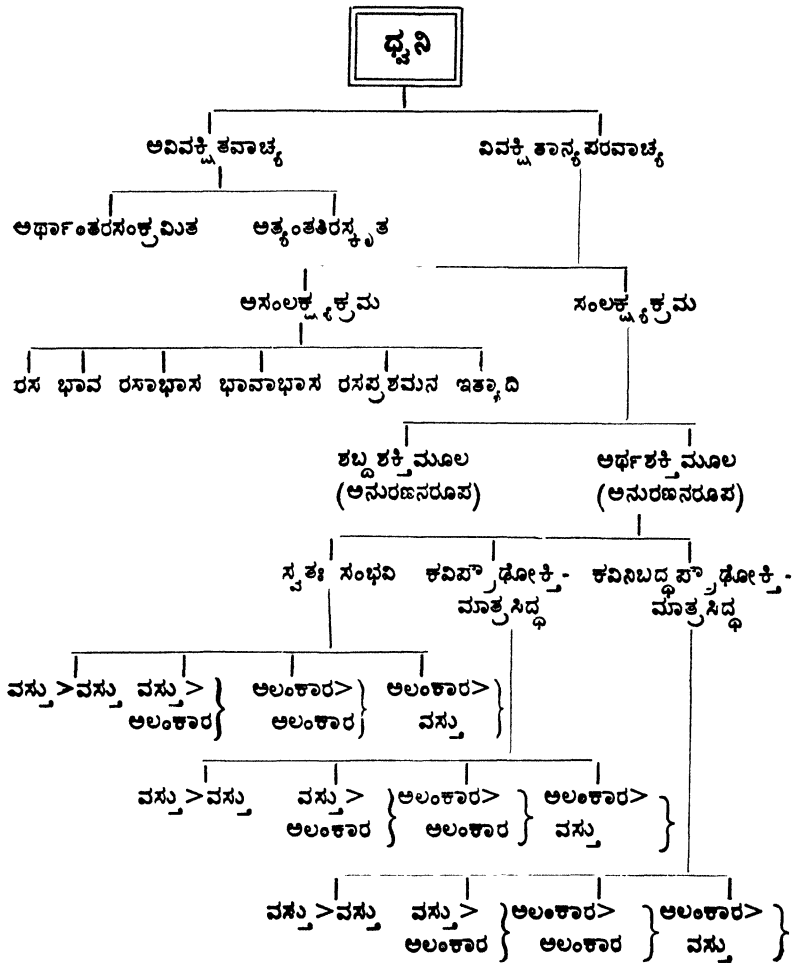 ಧ್ವನಿ
ಅವಿವಕ್ಷಿತವಾಚ್ಯ ವಿವಕ್ಷಿತಾನ್ಯಪರವಾಚ್ಯ
ಅರ್ಥಾಂತರಸಂಕ್ರಮಿತ ಅತ್ಯಂತತಿರಸ್ಕೃತ
ಅಸಂಲಕ್ಷ್ಯಕ್ರಮ ಸಂಲಕ್ಷ್ಯಕ್ರಮ
ರಸ ಭಾವ ರಸಾಭಾಸ ಭಾವಾಭಾಸ ರಸಪ್ರಶಮನ ಇತ್ಯಾದಿ
ಶಬ್ದಶಕ್ತಿಮೂಲ ಅರ್ಥಶಕ್ತಿಮೂಲ
(ಅನುರಣನರೂಪ) (ಅನುರಣನರೂಪ)
ಸ್ವತಃ ಸಂಭವಿ ಕವಿಪ್ರೌಢೋಕ್ತಿ- ಕವಿನಿಬದ್ಧಪ್ರೌಢೋಕ್ತಿ-
ಮಾತ್ರಸಿದ್ಧ ಮಾತ್ರಸಿದ್ಧ
ವಸ್ತು>ವಸ್ತು ವಸ್ತು> } ಅಲಂಕಾರ> } ಅಲಂಕಾರ> }
ಅಲಂಕಾರ ಅಲಂಕಾರ ವಸ್ತು
ವಸ್ತು>ವಸ್ತು ವಸ್ತು> } ಅಲಂಕಾರ> } ಅಲಂಕಾರ> }
ಅಲಂಕಾರ ಅಲಂಕಾರ ವಸ್ತು
ವಸ್ತು>ವಸ್ತು ವಸ್ತು> } ಅಲಂಕಾರ> } ಅಲಂಕಾರ> }
ಅಲಂಕಾರ ಅಲಂಕಾರ ವಸ್ತು